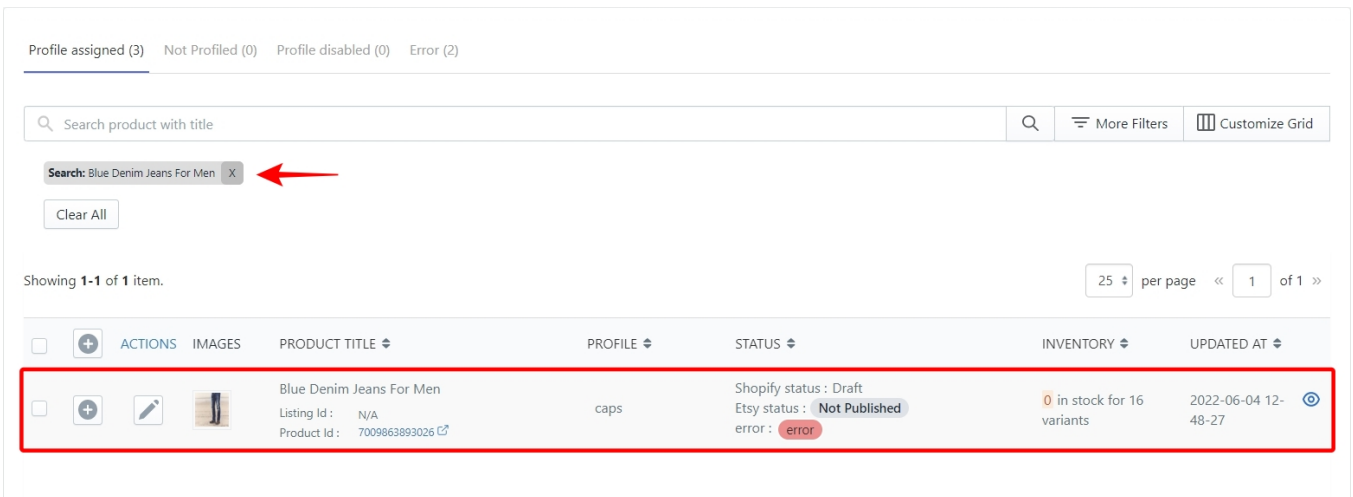 Profile assigned (3) Not Profiled (0) Profile disabled (0) Error (2)
Search product with title More Filters Customize Grid
Search: Blue Denim Jeans For Men X
Clear All
Showing 1-1 of 1 item. 25 per page « 1 of 1 »
ACTIONS IMAGES PRODUCT TITLE PROFILE STATUS INVENTORY UPDATED AT
Blue Denim Jeans For Men
Listing Id : N/A
Product Id : 7009863893026
caps
Shopify status : Draft
Etsy status : Not Published
error : error
0 in stock for 16
variants
2022-06-04 12-
48-27